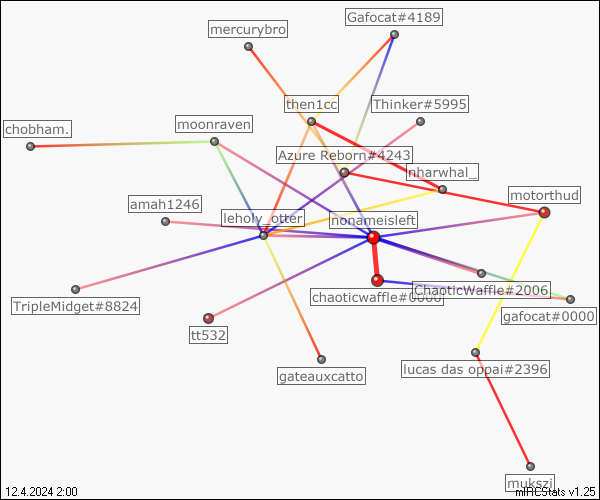 Gafocat#4189
mercurybro
then1cc
Thinker#5995
chobham.
moonraven
Azure Reborn#4243
nharwhal_
motorthud
amah1246
leholy_otter
nonameisleft
chaoticwaffle#0000
ChaoticWaffle#2006
TripleMidget#8824
gafocat#0000
tt532
gateauxcatto
lucas das oppai#2396
mukszi
12.4.2024 2:00
mIRCStats v1.25